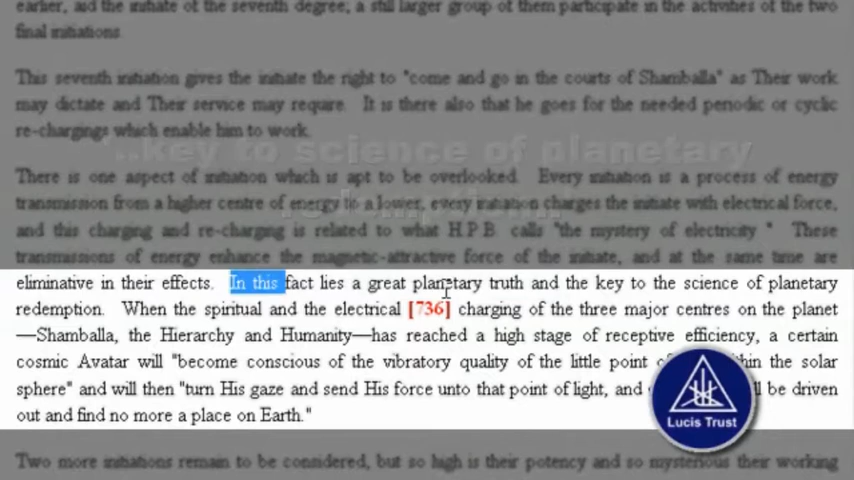 earlier, aid the initiate of the seventh degree; a still larger group of them participate in the activities of the two
final initiations
This seventh initiation gives the initiate the right to "come and go in the courts of Shamballa" as Their work
may dictate and Their service may require. It is there also that he goes for the needed periodic or cyclic
re-chargings which enable him to work.
"..key to science of planetary
There is one aspect of initiation which is apt to be overlooked. Every initiation is a process of energy
transmission from a higher centre of energy to a lower, every initiation charges the initiate with electrical force,
and this charging and re-charging is related to what H.P.B. calls "the mystery of electricity " These
transmissions of energy enhance the magnetic-attractive force of the initiate, and at the same time are
eliminative in their effects. In this fact lies a great planetary truth and the key to the science of planetary
redemption. When the spiritual and the electrical [736] charging of the three major centres on the planet
—Shamballa, the Hierarchy and Humanity—has reached a high stage of receptive efficiency, a certain
cosmic Avatar will "become conscious of the vibratory quality of the little point of within the solar
sphere" and will then "turn His gaze and send His force unto that point of light, and be driven
out and find no more a place on Earth."
Lucis Trust
Two more initiations remain to be considered, but so high is their potency and so mysterious their working